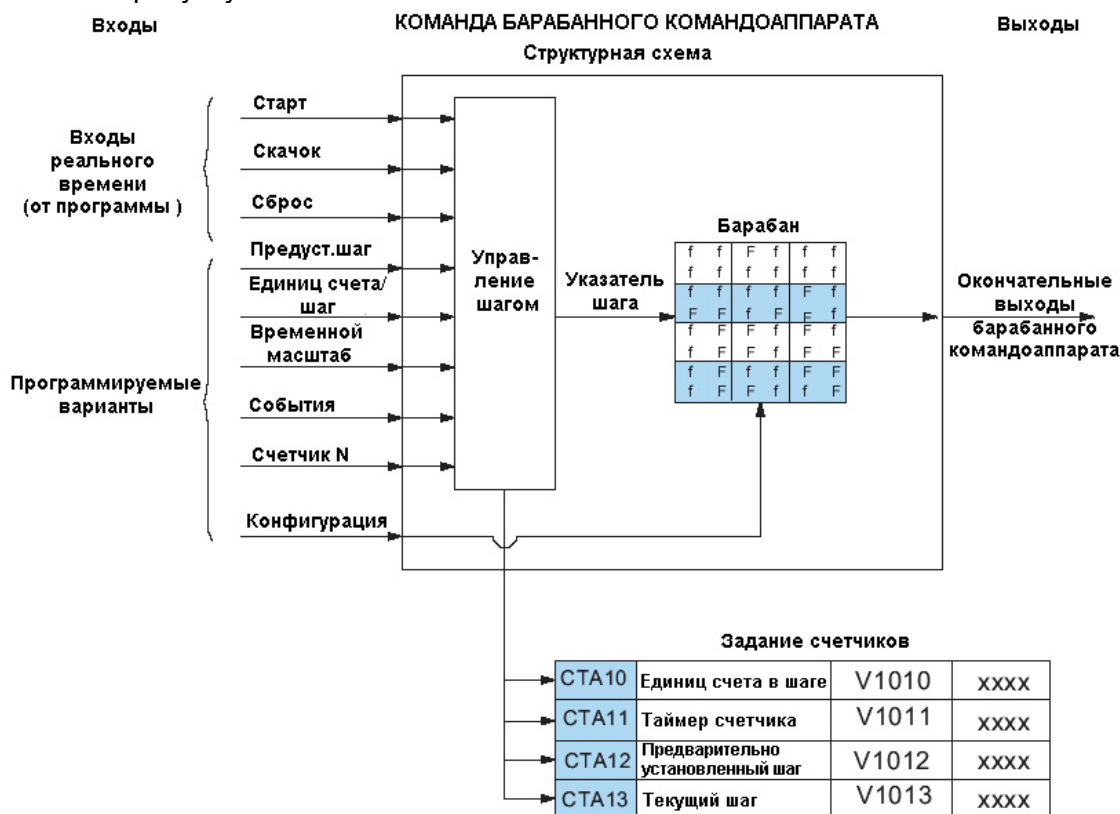 Входы КОМАНДА БАРАБАННОГО КОМАНДОАППАРАТА Выходы
Структурная схема
Входы
реального
времени
(от программы )
Старт
Скачок
Сброс
Программируемые
варианты
Предуст.шаг
Единиц счета/
шаг
Временной
масштаб
События
Счетчик N
Конфигурация
Управ-
ление
шагом
Указатель
шага
Барабан
f f F f f f
f f f f f f
f f f f F f
F F f F F f
f f F f F f
f F F f F F
f F f f F F
f F F f f F
Окончательные
выходы
барабанного
командоаппарата
Задание счетчиков
CTA10 Единиц счета в шаге V1010 xxxx
CTA11 Таймер счетчика V1011 xxxx
CTA12 Предварительно
установленный шаг V1012 xxxx
CTA13 Текущий шаг V1013 xxxx